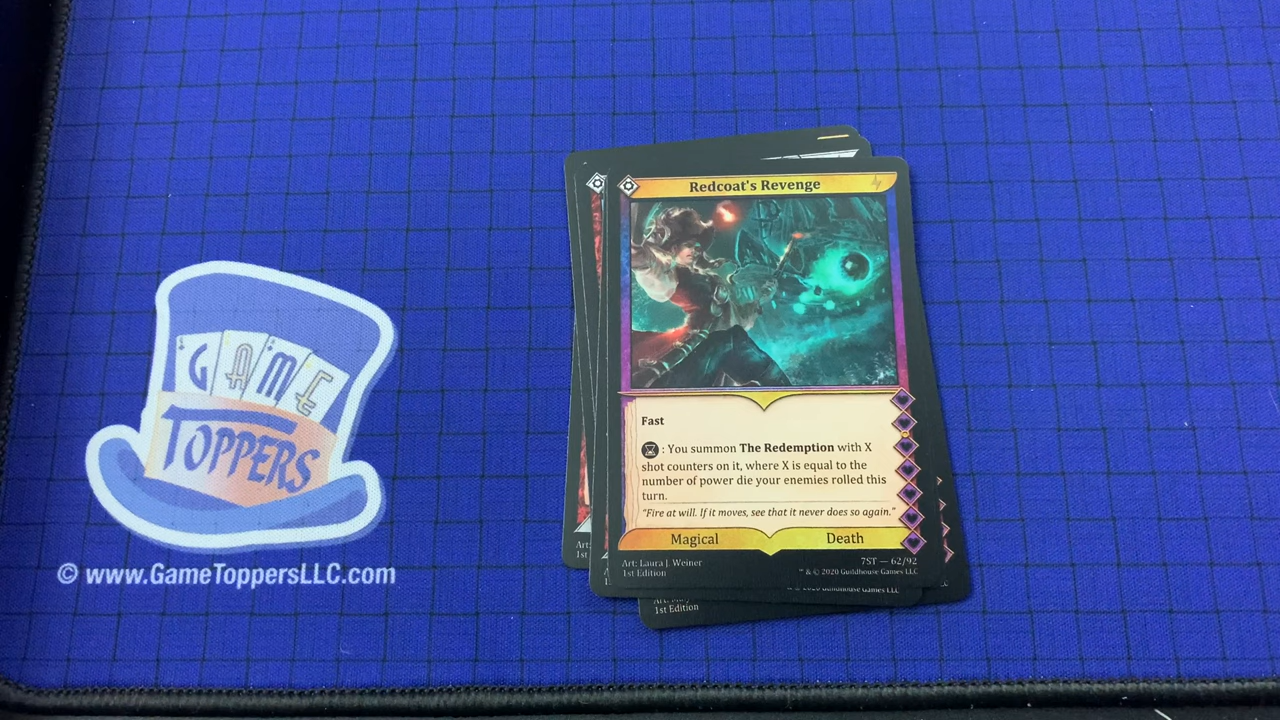 Redcoat's Revenge
Fast
: You summon The Redemption with X
shot counters on it, where X is equal to the
number of power die your enemies rolled this
turn.
"Fire at will. If it moves, see that it never does so again."
Magical Death
Art: Laura J. Weiner
1st Edition
7ST — 62/92
™ & © 2020 Guildhouse Games LLC
1st Edition
GAME
TOPPERS
© www.GameToppersLLC.com